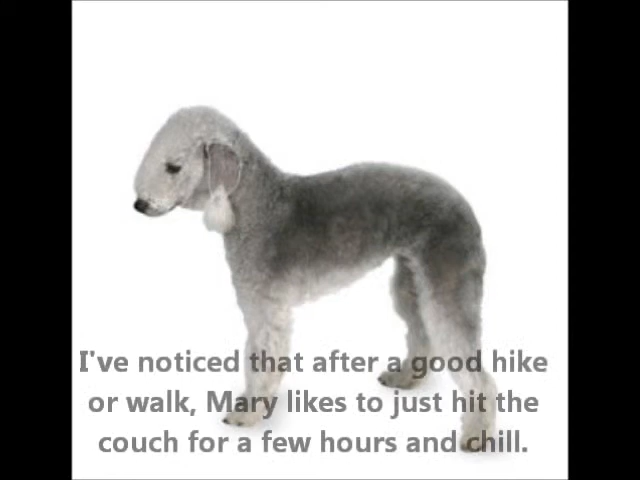 I've noticed that after a good hike
or walk, Mary likes to just hit the
couch for a few hours and chill.